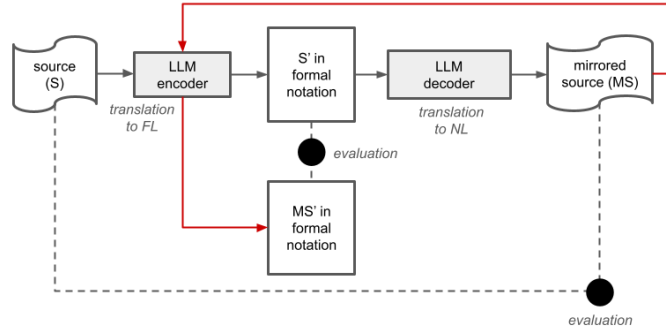 source
(S)
LLM
encoder
translation
to FL
S' in
formal
notation
LLM
decoder
translation
to NL
mirrored
source (MS)
evaluation
MS' in
formal
notation
evaluation